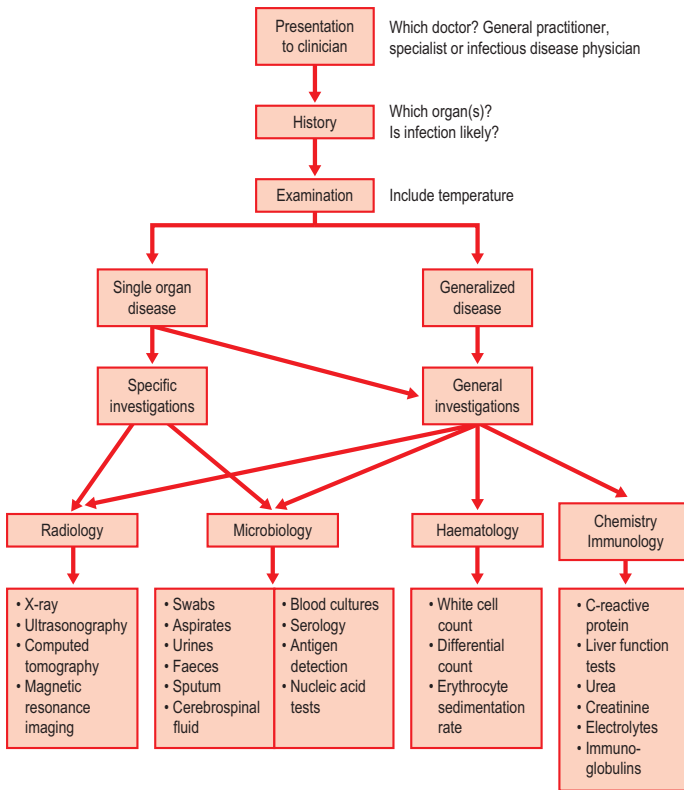 Presentation
to clinician
Which doctor? General practitioner,
specialist or infectious disease physician
History
Which organ(s)?
Is infection likely?
Examination
Include temperature
Single organ
disease
Generalized
disease
Specific
investigations
General
investigations
Radiology
Microbiology
Haematology
Chemistry
Immunology
• X-ray
• Ultrasonography
• Computed
tomography
• Magnetic
resonance
imaging
• Swabs
• Aspirates
• Urines
• Faeces
• Sputum
• Cerebrospinal
fluid
• Blood cultures
• Serology
• Antigen
detection
• Nucleic acid
tests
• White cell
count
• Differential
count
• Erythrocyte
sedimentation
rate
• C-reactive
protein
• Liver function
tests
• Urea
• Creatinine
• Electrolytes
• Immuno-
globulins